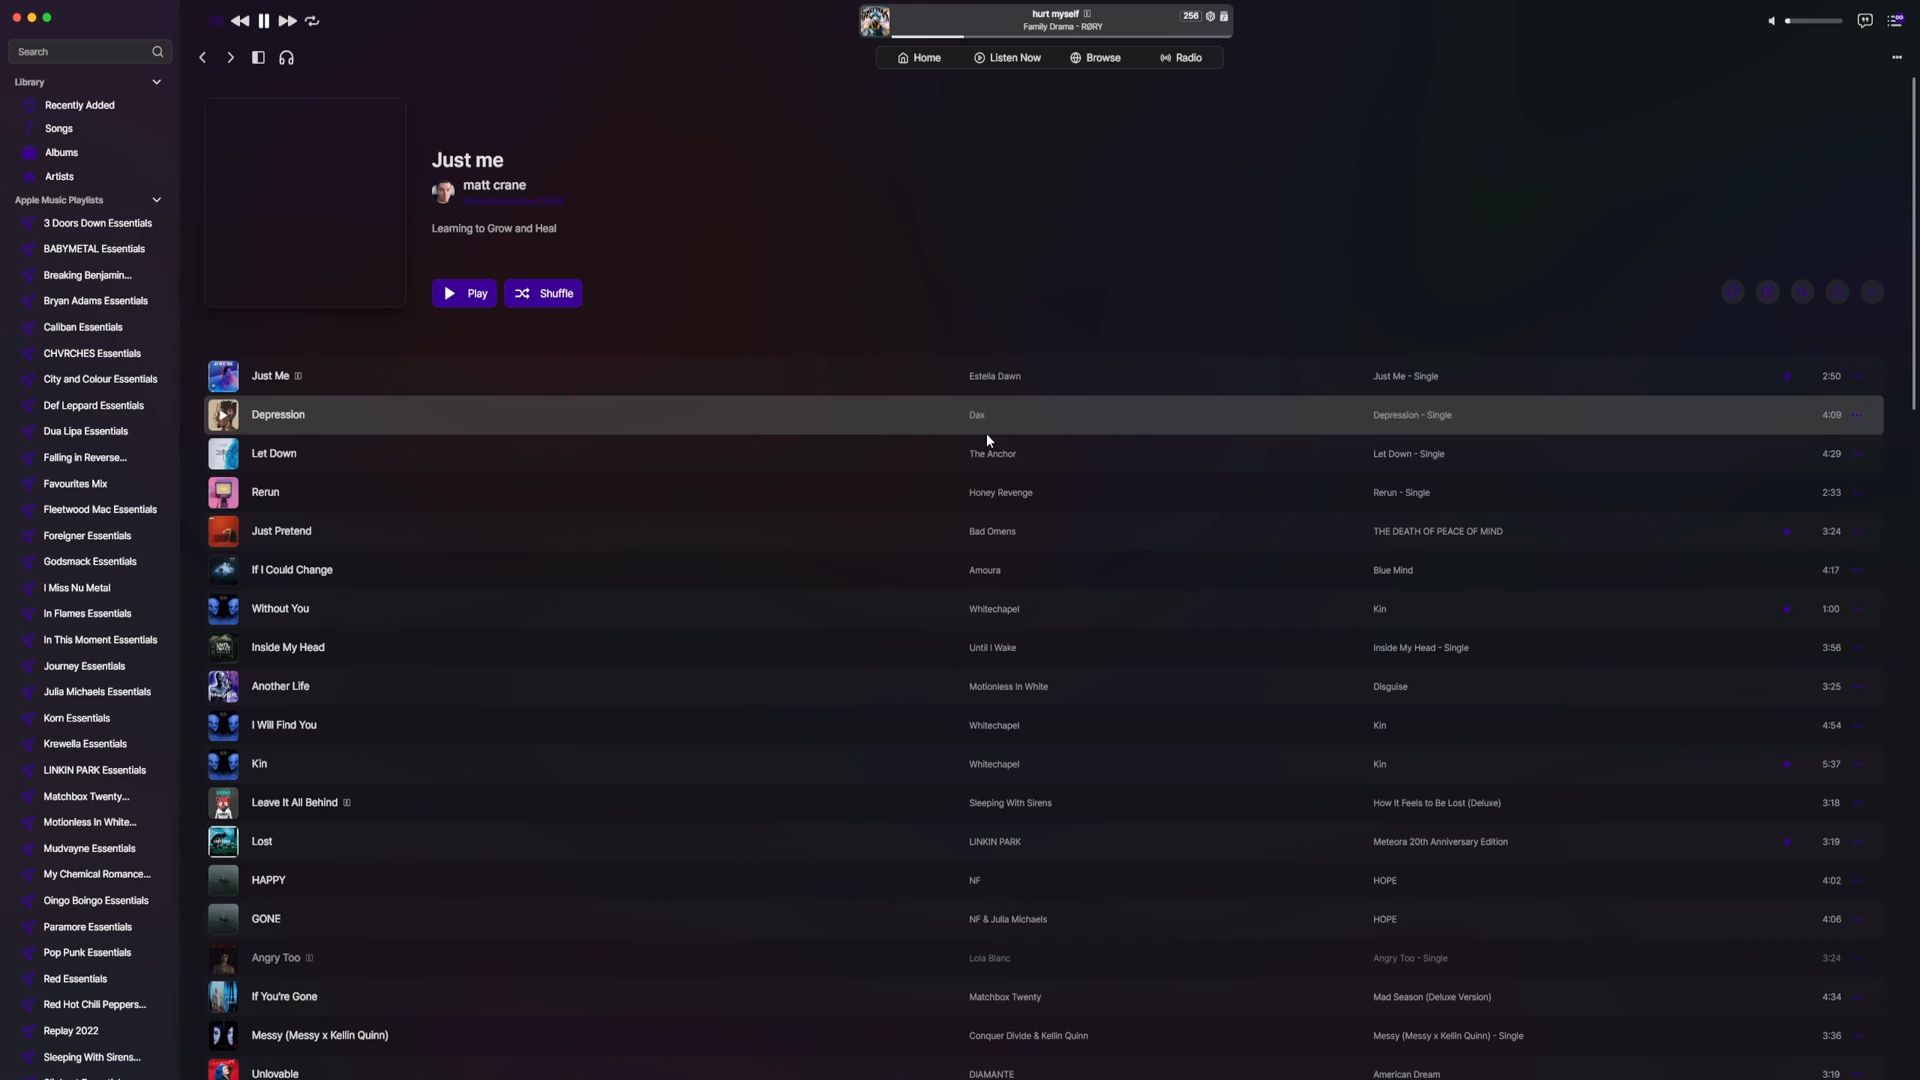 hurt myself
Family Drama - RØRY
256
Search
Home
Listen Now
Browse
Radio
Library
Recently Added
Songs
Albums
Artists
Apple Music Playlists
3 Doors Down Essentials
BABYMETAL Essentials
Breaking Benjamin...
Bryan Adams Essentials
Caliban Essentials
CHVRCHES Essentials
City and Colour Essentials
Def Leppard Essentials
Dua Lipa Essentials
Falling in Reverse...
Favourites Mix
Fleetwood Mac Essentials
Foreigner Essentials
Godsmack Essentials
I Miss Nu Metal
In Flames Essentials
In This Moment Essentials
Journey Essentials
Julia Michaels Essentials
Korn Essentials
Krewella Essentials
LINKIN PARK Essentials
Matchbox Twenty...
Motionless In White...
Mudvayne Essentials
My Chemical Romance...
Oingo Boingo Essentials
Paramore Essentials
Pop Punk Essentials
Red Essentials
Red Hot Chili Peppers...
Replay 2022
Sleeping With Sirens...
Just me
matt crane
Learning to Grow and Heal
Play
Shuffle
Just Me Estella Dawn Just Me - Single 2:50
Depression Dax Depression - Single 4:09
Let Down The Anchor Let Down - Single 4:29
Rerun Honey Revenge Rerun - Single 2:33
Just Pretend Bad Omens THE DEATH OF PEACE OF MIND 3:24
If I Could Change Amoura Blue Mind 4:17
Without You Whitechapel Kin 1:00
Inside My Head Until I Wake Inside My Head - Single 3:56
Another Life Motionless In White Disguise 3:25
I Will Find You Whitechapel Kin 4:54
Kin Whitechapel Kin 5:37
Leave It All Behind Sleeping With Sirens How It Feels to Be Lost (Deluxe) 3:18
Lost LINKIN PARK Meteora 20th Anniversary Edition 3:19
HAPPY NF HOPE 4:02
GONE NF & Julia Michaels HOPE 4:06
Angry Too Lola Blanc Angry Too - Single 3:24
If You're Gone Matchbox Twenty Mad Season (Deluxe Version) 4:34
Messy (Messy x Kellin Quinn) Conquer Divide & Kellin Quinn Messy (Messy x Kellin Quinn) - Single 3:36
Unlovable DIAMANTE American Dream 3:19